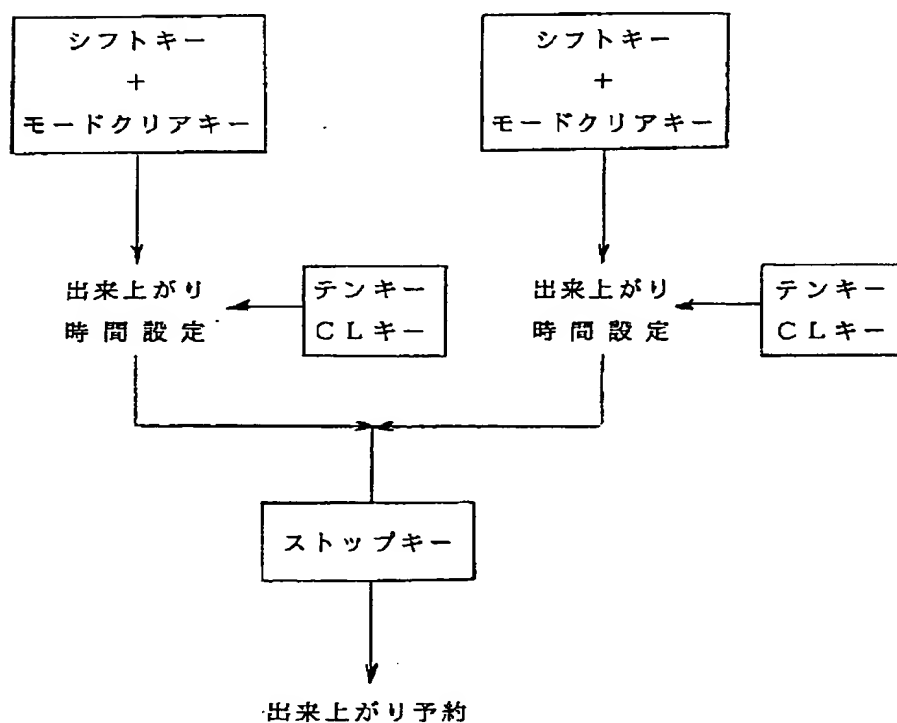 シフトキー
+
モードクリアキー
シフトキー
+
モードクリアキー
出来上がり
時間設定
テンキー
CLキー
出来上がり
時間設定
テンキー
CLキー
ストップキー
出来上がり予約